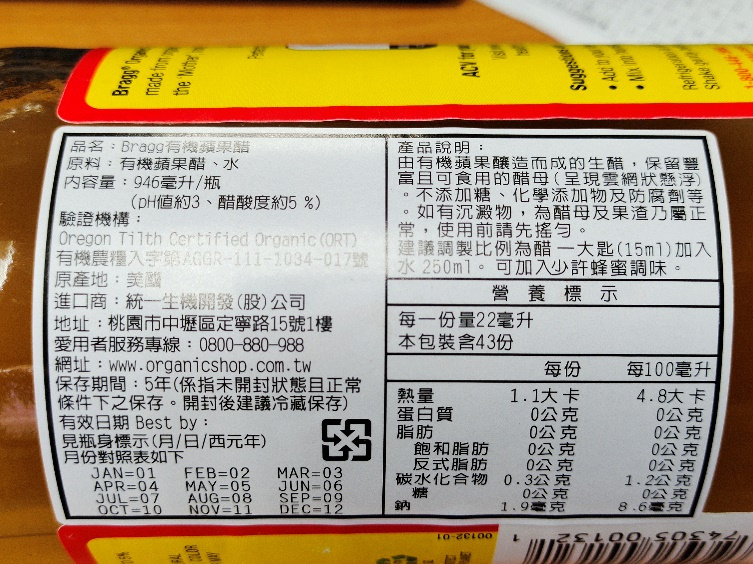 Bragg® Organic
made from
the 'Mother'
ACV for
Suggestions
• Add to
• Mix
Refrigeration
品名：Bragg有機蘋果醋
原料：有機蘋果醋、水
內容量：946毫升/瓶
(pH值約3、醋酸度約5 %)
驗證機構：
Oregon Tilth Certified Organic(ORT)
有機農糧入字第AGGR-111-1034-017號
原產地：美國
進口商：統一生機開發(股)公司
地址：桃園市中壢區定寧路15號1樓
愛用者服務專線：0800-880-988
網址：www.organicshop.com.tw
保存期間：5年(係指未開封狀態且正常
條件下之保存。開封後建議冷藏保存)
有效日期 Best by：
見瓶身標示(月/日/西元年)
月份對照表如下
JAN=01 FEB=02 MAR=03
APR=04 MAY=05 JUN=06
JUL=07 AUG=08 SEP=09
OCT=10 NOV=11 DEC=12
產品說明：
由有機蘋果釀造而成的生醋，保留豐
富且可食用的醋母(呈現雲網狀懸浮)
。不添加糖、化學添加物及防腐劑等
。如有沉澱物，為醋母及果渣乃屬正
常，使用前請先搖勻。
建議調製比例為醋一大匙(15ml)加入
水250ml。可加入少許蜂蜜調味。
營養標示
每一份量22毫升
本包裝含43份
每份 每100毫升
熱量 1.1大卡 4.8大卡
蛋白質 0公克 0公克
脂肪 0公克 0公克
飽和脂肪 0公克 0公克
反式脂肪 0公克 0公克
碳水化合物 0.3公克 1.2公克
糖 0公克 0公克
鈉 1.9毫克 8.6毫克
00132-01
74305 00132 1